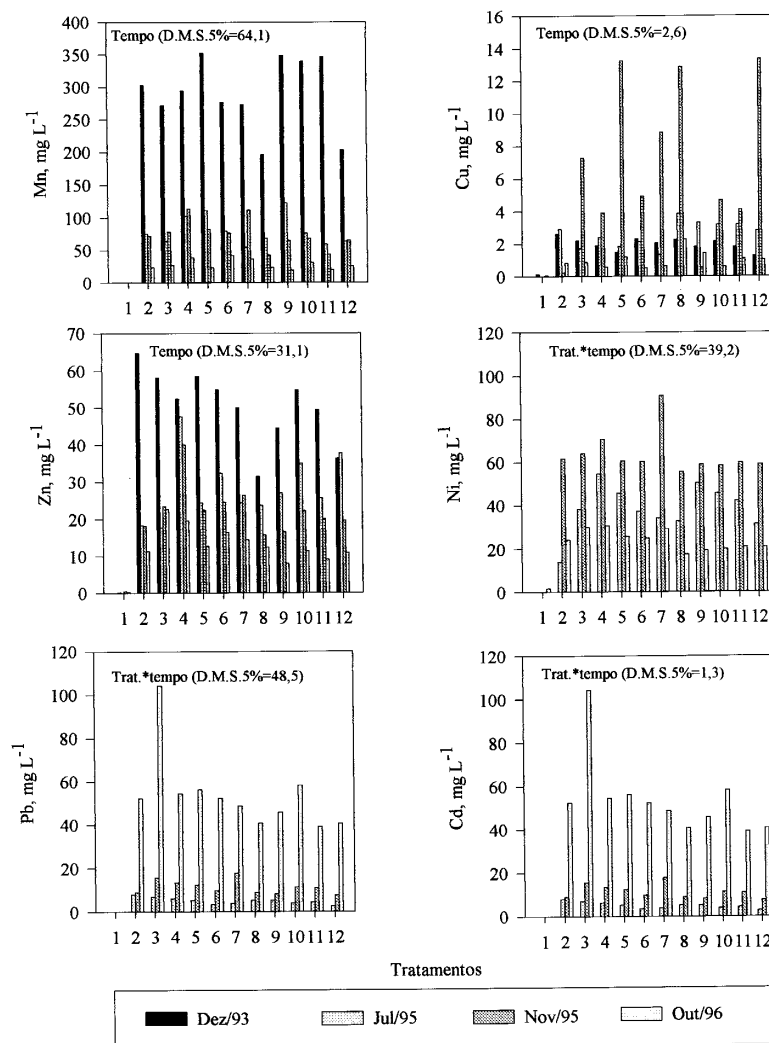 Tempo (D.M.S.5%=64,1)
Mn, mg L-1
400
350
300
250
200
150
100
50
0
1 2 3 4 5 6 7 8 9 10 11 12
Tempo (D.M.S.5%=2,6)
Cu, mg L-1
16
14
12
10
8
6
4
2
0
1 2 3 4 5 6 7 8 9 10 11 12
Tempo (D.M.S.5%=31,1)
Zn, mg L-1
70
60
50
40
30
20
10
0
1 2 3 4 5 6 7 8 9 10 11 12
Trat.*tempo (D.M.S.5%=39,2)
Ni, mg L-1
120
100
80
60
40
20
0
1 2 3 4 5 6 7 8 9 10 11 12
Trat.*tempo (D.M.S.5%=48,5)
Pb, mg L-1
120
100
80
60
40
20
0
1 2 3 4 5 6 7 8 9 10 11 12
Trat.*tempo (D.M.S.5%=1,3)
Cd, mg L-1
120
100
80
60
40
20
0
1 2 3 4 5 6 7 8 9 10 11 12
Tratamentos
Dez/93 Jul/95 Nov/95 Out/96